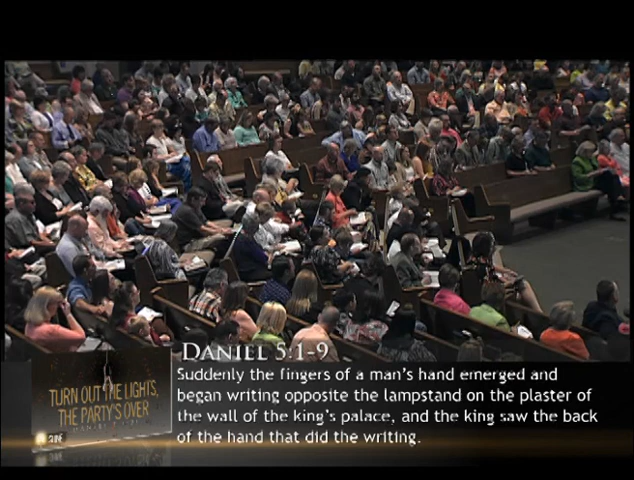 DANIEL 5:1-9
Suddenly the fingers of a man's hand emerged and
began writing opposite the lampstand on the plaster of
the wall of the king's palace, and the king saw the back
of the hand that did the writing.
TURN OUT THE LIGHTS,
THE PARTY'S OVER